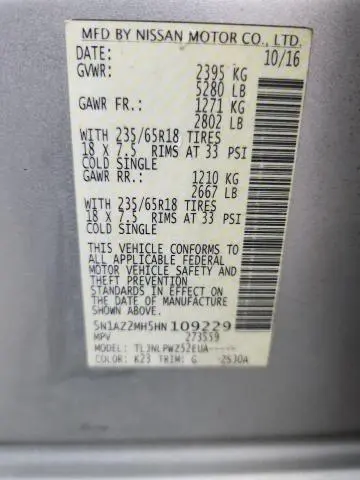 MFD BY NISSAN MOTOR CO., LTD.
DATE: 10/16
GVWR: 2395 KG
5280 LB
GAWR FR.: 1271 KG
2802 LB
WITH 235/65R18 TIRES
18 X 7.5 RIMS AT 33 PSI
COLD SINGLE
GAWR RR.: 1210 KG
2667 LB
WITH 235/65R18 TIRES
18 X 7.5 RIMS AT 33 PSI
COLD SINGLE
THIS VEHICLE CONFORMS TO
ALL APPLICABLE FEDERAL
MOTOR VEHICLE SAFETY
AND THEFT PREVENTION
STANDARDS IN EFFECT ON
THE DATE OF MANUFACTURE
SHOWN ABOVE.
5N1AZ2MH5HN 109229
MPV 273559
MODEL: TLJNLPWZ52EUA-----
COLOR: K23 TRIM: G